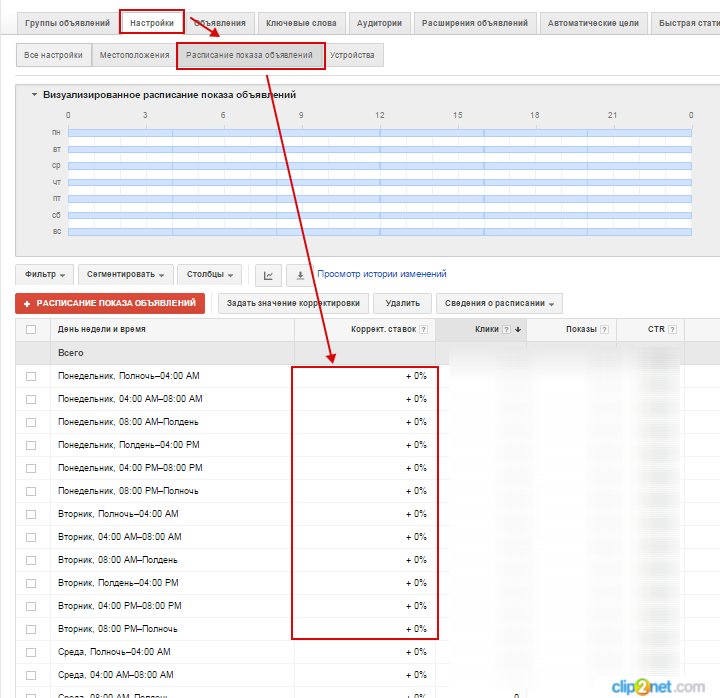 Группы объявлений Настройки Объявления Ключевые слова Аудитории Расширения объявлений Автоматические цели Быстрая стати
Все настройки Местоположения Расписание показа объявлений Устройства
Визуализированное расписание показа объявлений
0 3 6 9 12 15 18 21 0
пн
вт
ср
чт
пт
сб
вс
Фильтр Сегментировать Столбцы Просмотр истории изменений
+ РАСПИСАНИЕ ПОКАЗА ОБЪЯВЛЕНИЙ Задать значение корректировки Удалить Сведения о расписании
День недели и время Коррект. ставок ? Клики ? Показы ? CTR ?
Всего
Понедельник, Полночь–04:00 AM + 0%
Понедельник, 04:00 AM–08:00 AM + 0%
Понедельник, 08:00 AM–Полдень + 0%
Понедельник, Полдень–04:00 PM + 0%
Понедельник, 04:00 PM–08:00 PM + 0%
Понедельник, 08:00 PM–Полночь + 0%
Вторник, Полночь–04:00 AM + 0%
Вторник, 04:00 AM–08:00 AM + 0%
Вторник, 08:00 AM–Полдень + 0%
Вторник, Полдень–04:00 PM + 0%
Вторник, 04:00 PM–08:00 PM + 0%
Вторник, 08:00 PM–Полночь + 0%
Среда, Полночь–04:00 AM + 0%
Среда, 04:00 AM–08:00 AM + 0%
Среда, 08:00 AM–Полдень + 0% 0
clip2net.com